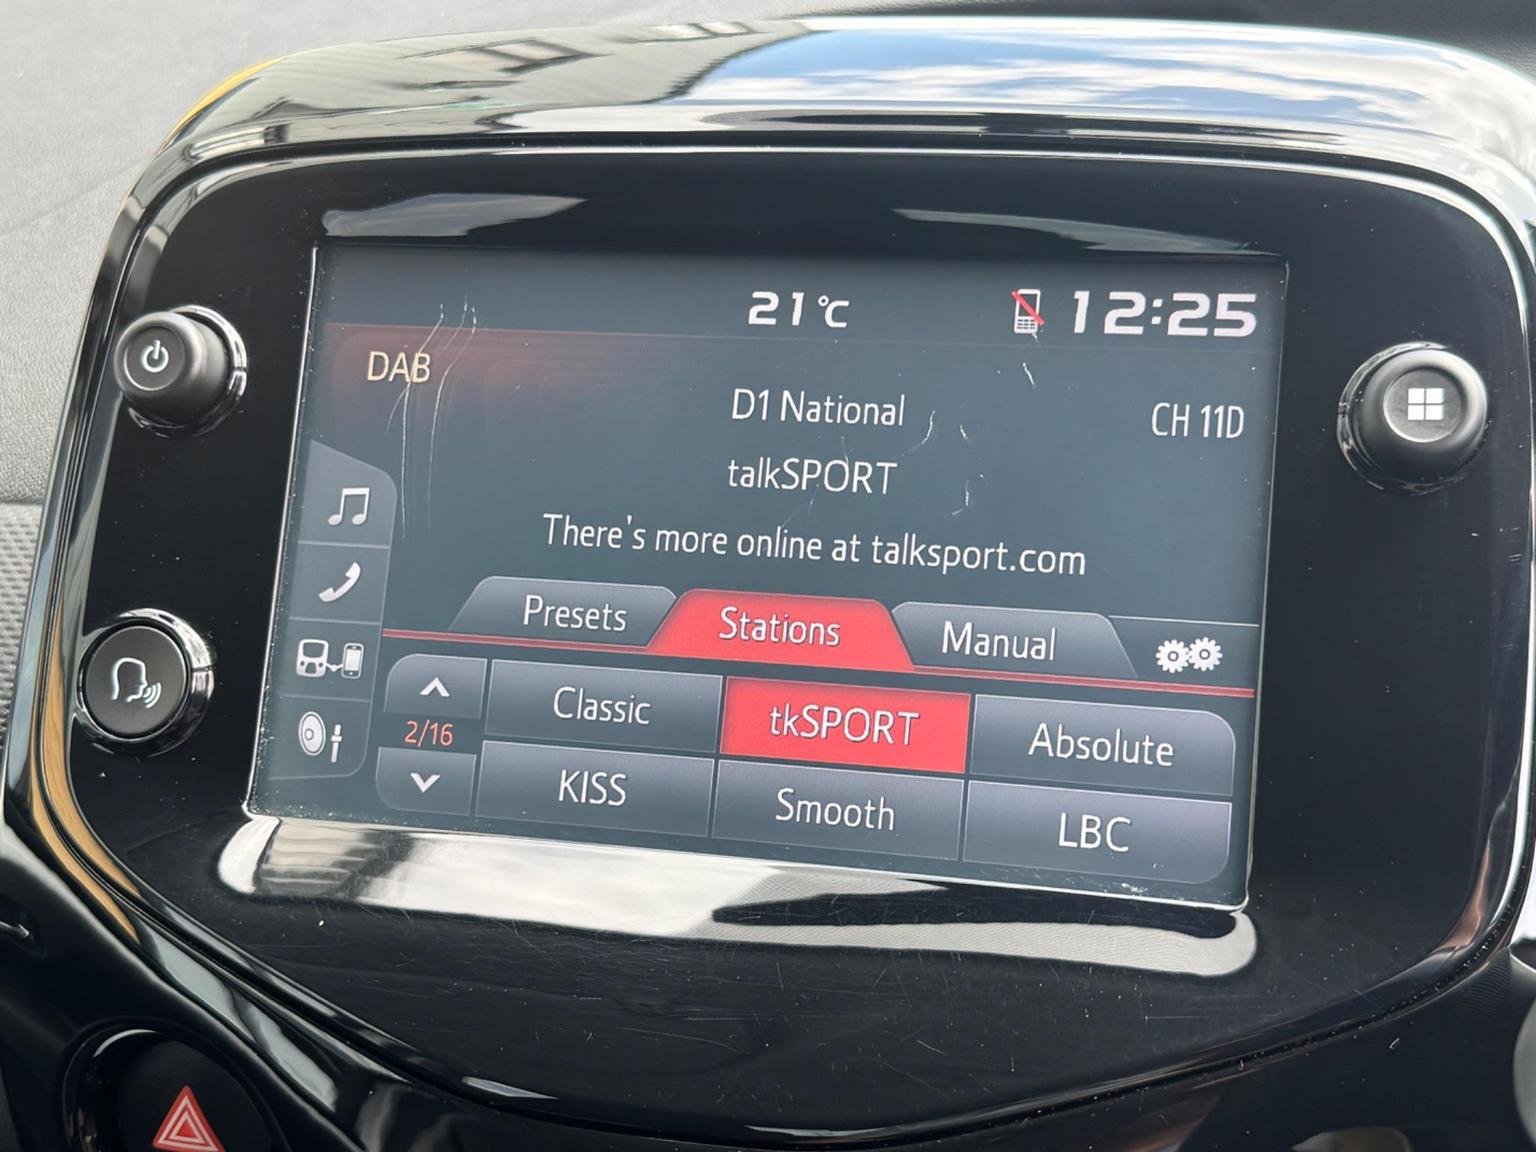 21°C 12:25
DAB
D1 National CH 11D
talkSPORT
There's more online at talksport.com
Presets Stations Manual
2/16
Classic tkSPORT Absolute
KISS Smooth LBC